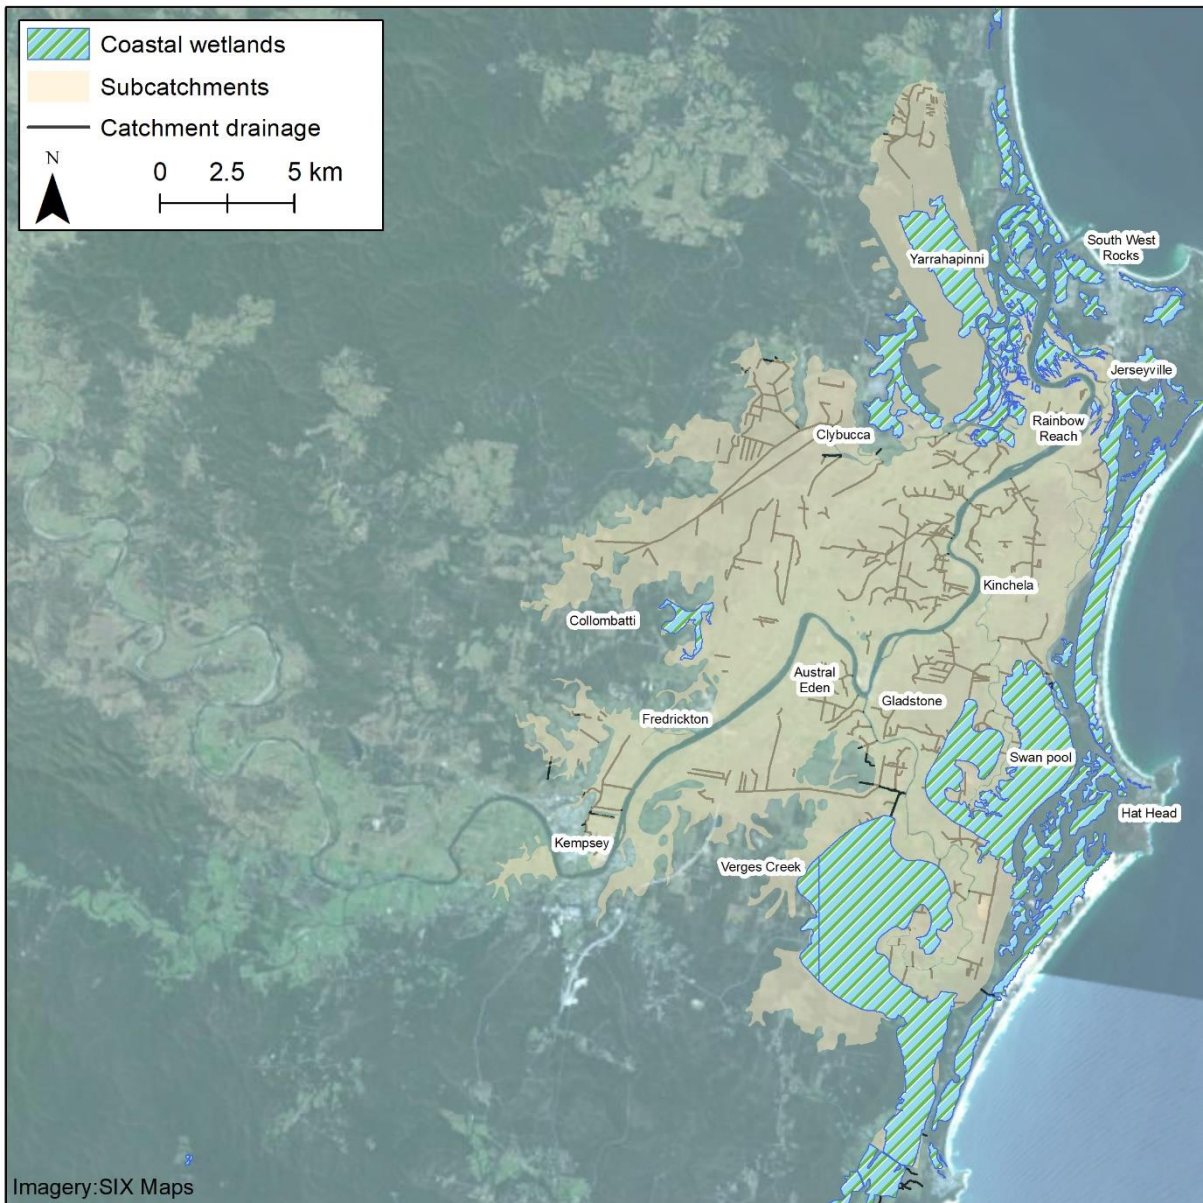 Coastal wetlands
Subcatchments
Catchment drainage
N
0 2.5 5 km
South West
Rocks
Yarrahapinni
Jerseyville
Rainbow
Reach
Clybucca
Kinchela
Collombatti
Austral
Eden
Gladstone
Fredrickton
Swan pool
Hat Head
Kempsey
Verges Creek
Imagery:SIX Maps